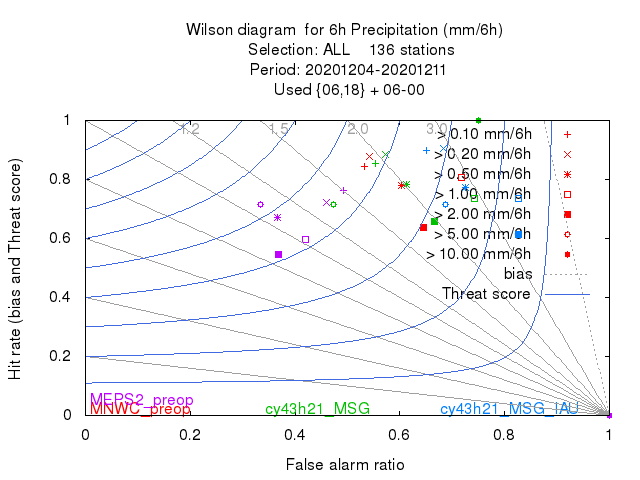 Wilson diagram for 6h Precipitation (mm/6h)
Selection: ALL 136 stations
Period: 20201204-20201211
Used {06,18} + 06-00
Hit rate (bias and Threat score)
1
0.8
0.6
0.4
0.2
0
1.2
1.5
2.0
3.0
> 0.10 mm/6h
> 0.20 mm/6h
> 0.50 mm/6h
> 1.00 mm/6h
> 2.00 mm/6h
> 5.00 mm/6h
> 10.00 mm/6h
bias
Threat score
MEPS2_preop
MNWC_preop
cy43h21_MSG
cy43h21_MSG_IAU
0 0.2 0.4 0.6 0.8 1
False alarm ratio